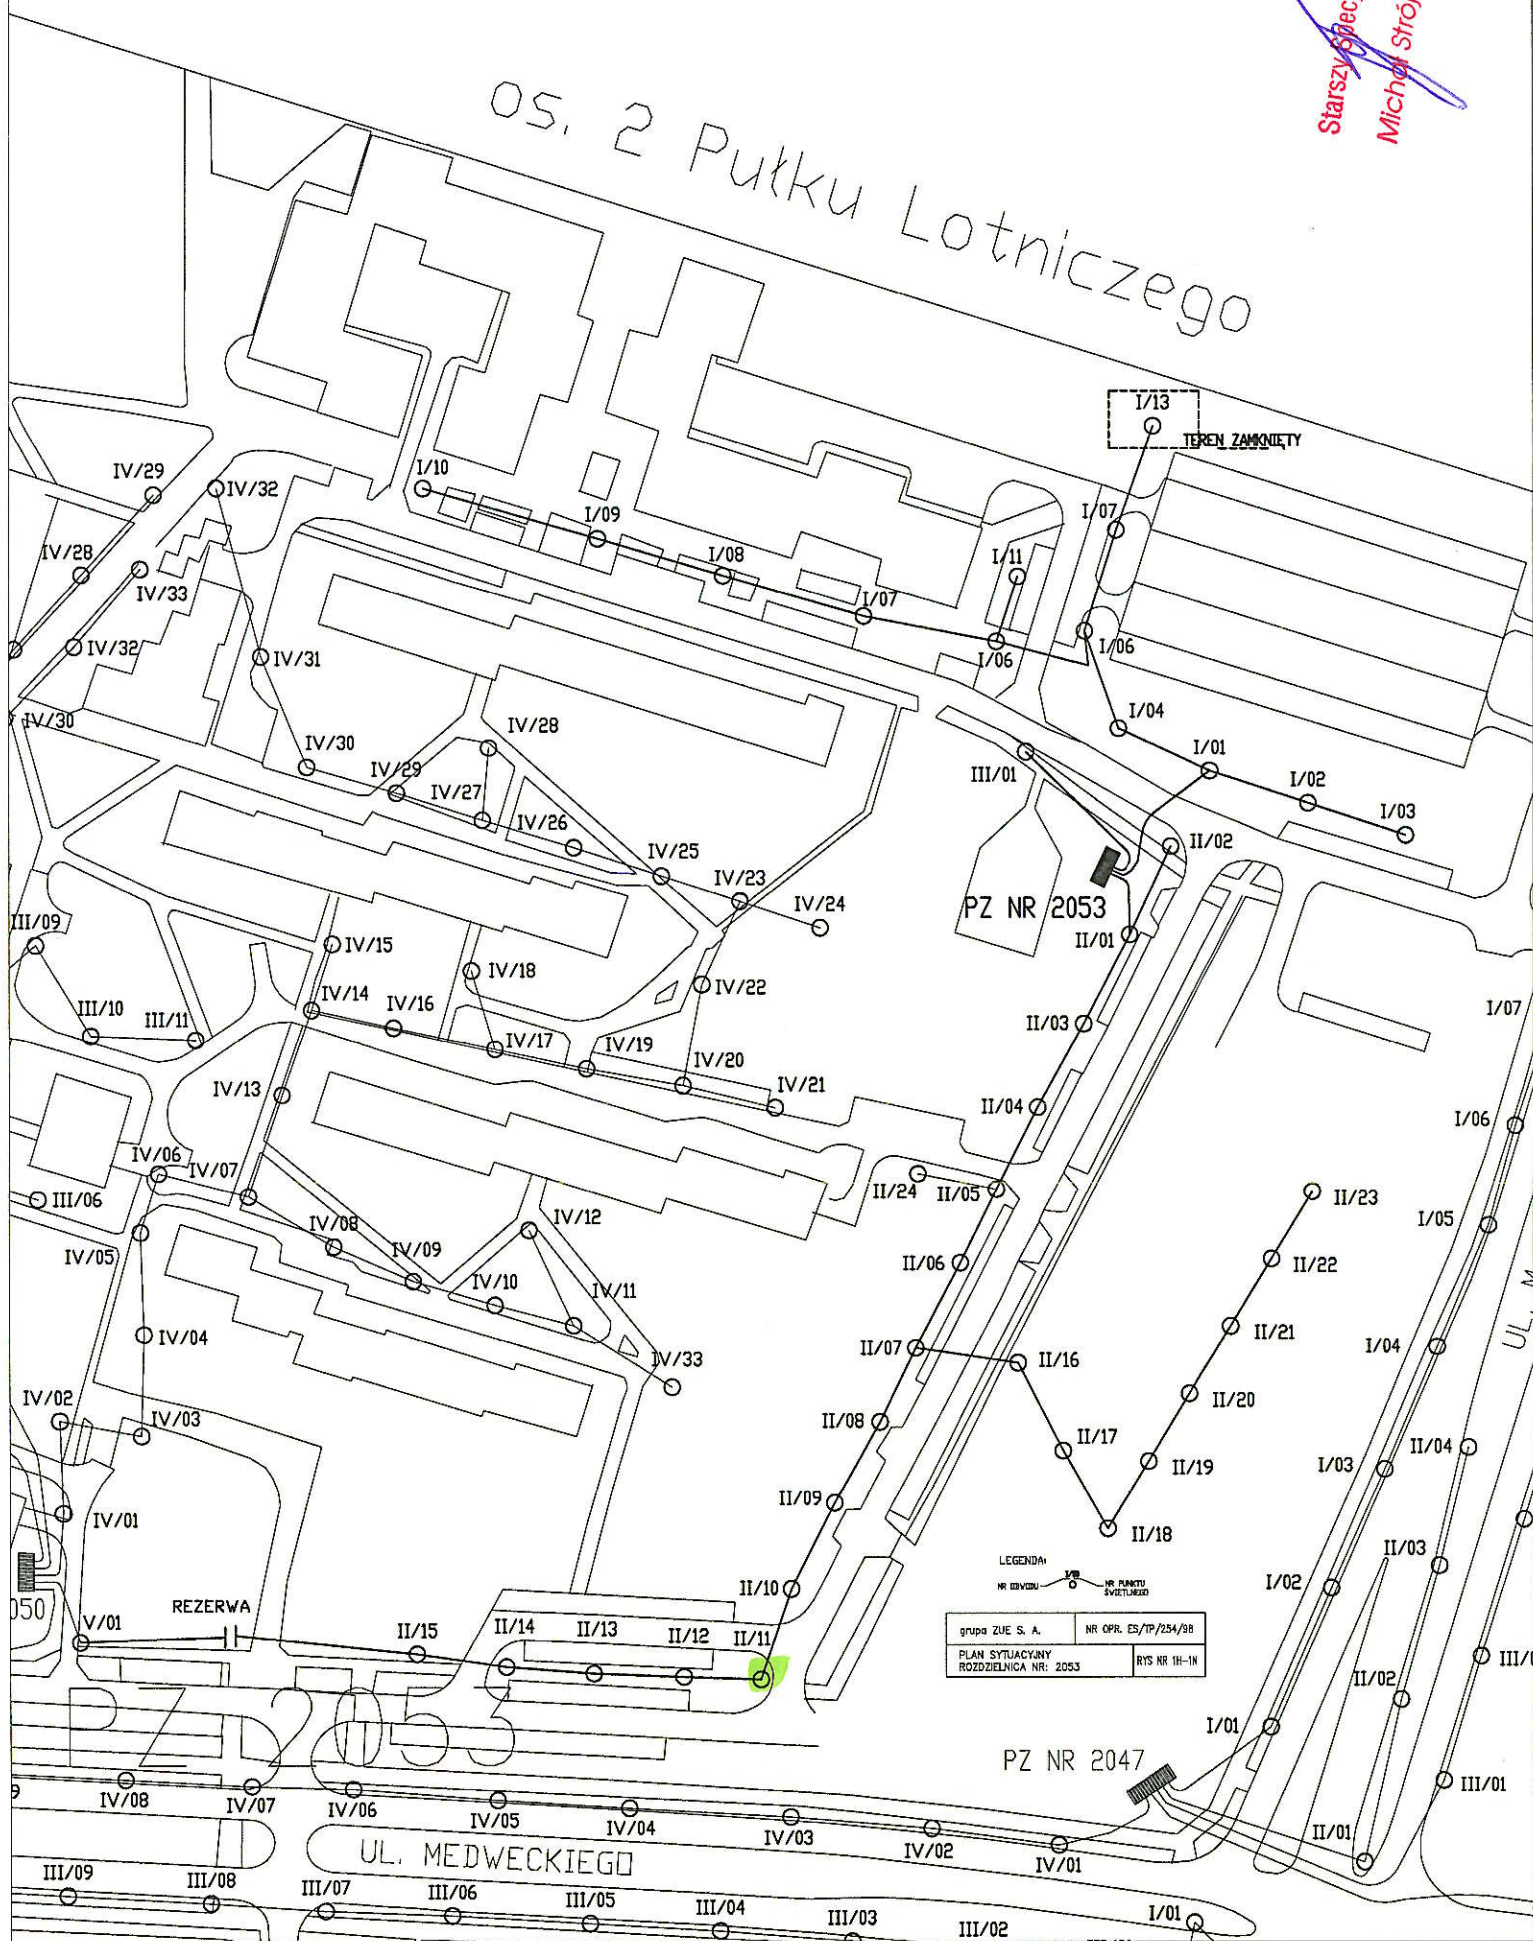 Starszy Spec
Michał Stró
os. 2 Pułku Lotniczego
I/13
TEREN ZAMKNIĘTY
IV/29
IV/32
I/10
I/09
I/07
IV/28
IV/33
I/08
I/11
I/07
IV/32
IV/31
I/06
I/06
IV/30
IV/28
I/04
IV/30
IV/29
III/01
I/01
IV/27
I/02
IV/26
I/03
II/02
IV/25
IV/23
IV/24
PZ NR 2053
III/09
IV/15
II/01
IV/18
IV/22
IV/14
III/10
III/11
IV/16
II/03
I/07
IV/17
IV/19
IV/20
IV/13
IV/21
II/04
I/06
IV/06
IV/07
III/06
II/24
II/05
II/23
IV/05
IV/08
IV/12
I/05
IV/09
II/06
II/22
IV/10
IV/11
IV/04
II/21
UL. M
IV/33
II/07
II/16
I/04
IV/02
IV/03
II/08
II/20
II/17
II/04
I/03
II/19
IV/01
II/09
II/18
II/03
LEGENDA:
NR OBWODU
NR PUNKTU
ŚWIETLNEGO
I/02
050
REZERWA
II/10
V/01
II/15
II/14
II/13
II/12
II/11
grupa ZUE S. A.
NR OPR. ES/TP/254/98
PLAN SYTUACYJNY
ROZDZIELNICA NR: 2053
RYS NR 1H-1N
III/
II/02
PZ 2053
I/01
PZ NR 2047
III/01
9
IV/08
IV/07
IV/06
IV/05
IV/04
IV/03
IV/02
IV/01
II/01
UL. MEDWECKIEGO
III/09
III/08
III/07
III/06
III/05
III/04
III/03
III/02
I/01